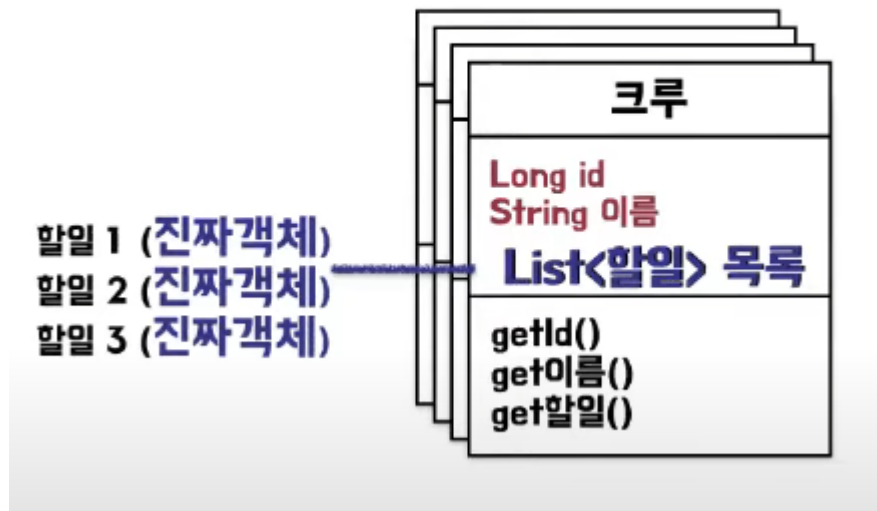 할일 1 (진짜객체)
할일 2 (진짜객체)
할일 3 (진짜객체)
크루
Long id
String 이름
List<할일> 목록
getId()
get이름()
get할일()